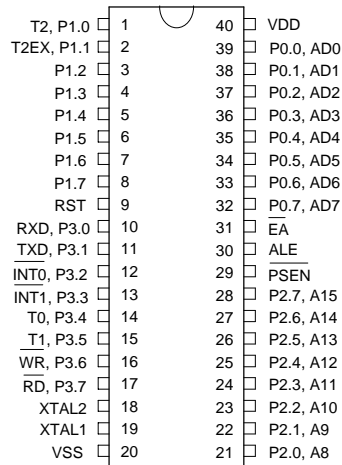 T2, P1.0 1 40 VDD
T2EX, P1.1 2 39 P0.0, AD0
P1.2 3 38 P0.1, AD1
P1.3 4 37 P0.2, AD2
P1.4 5 36 P0.3, AD3
P1.5 6 35 P0.4, AD4
P1.6 7 34 P0.5, AD5
P1.7 8 33 P0.6, AD6
RST 9 32 P0.7, AD7
RXD, P3.0 10 31 EA
TXD, P3.1 11 30 ALE
INT0, P3.2 12 29 PSEN
INT1, P3.3 13 28 P2.7, A15
T0, P3.4 14 27 P2.6, A14
T1, P3.5 15 26 P2.5, A13
WR, P3.6 16 25 P2.4, A12
RD, P3.7 17 24 P2.3, A11
XTAL2 18 23 P2.2, A10
XTAL1 19 22 P2.1, A9
VSS 20 21 P2.0, A8